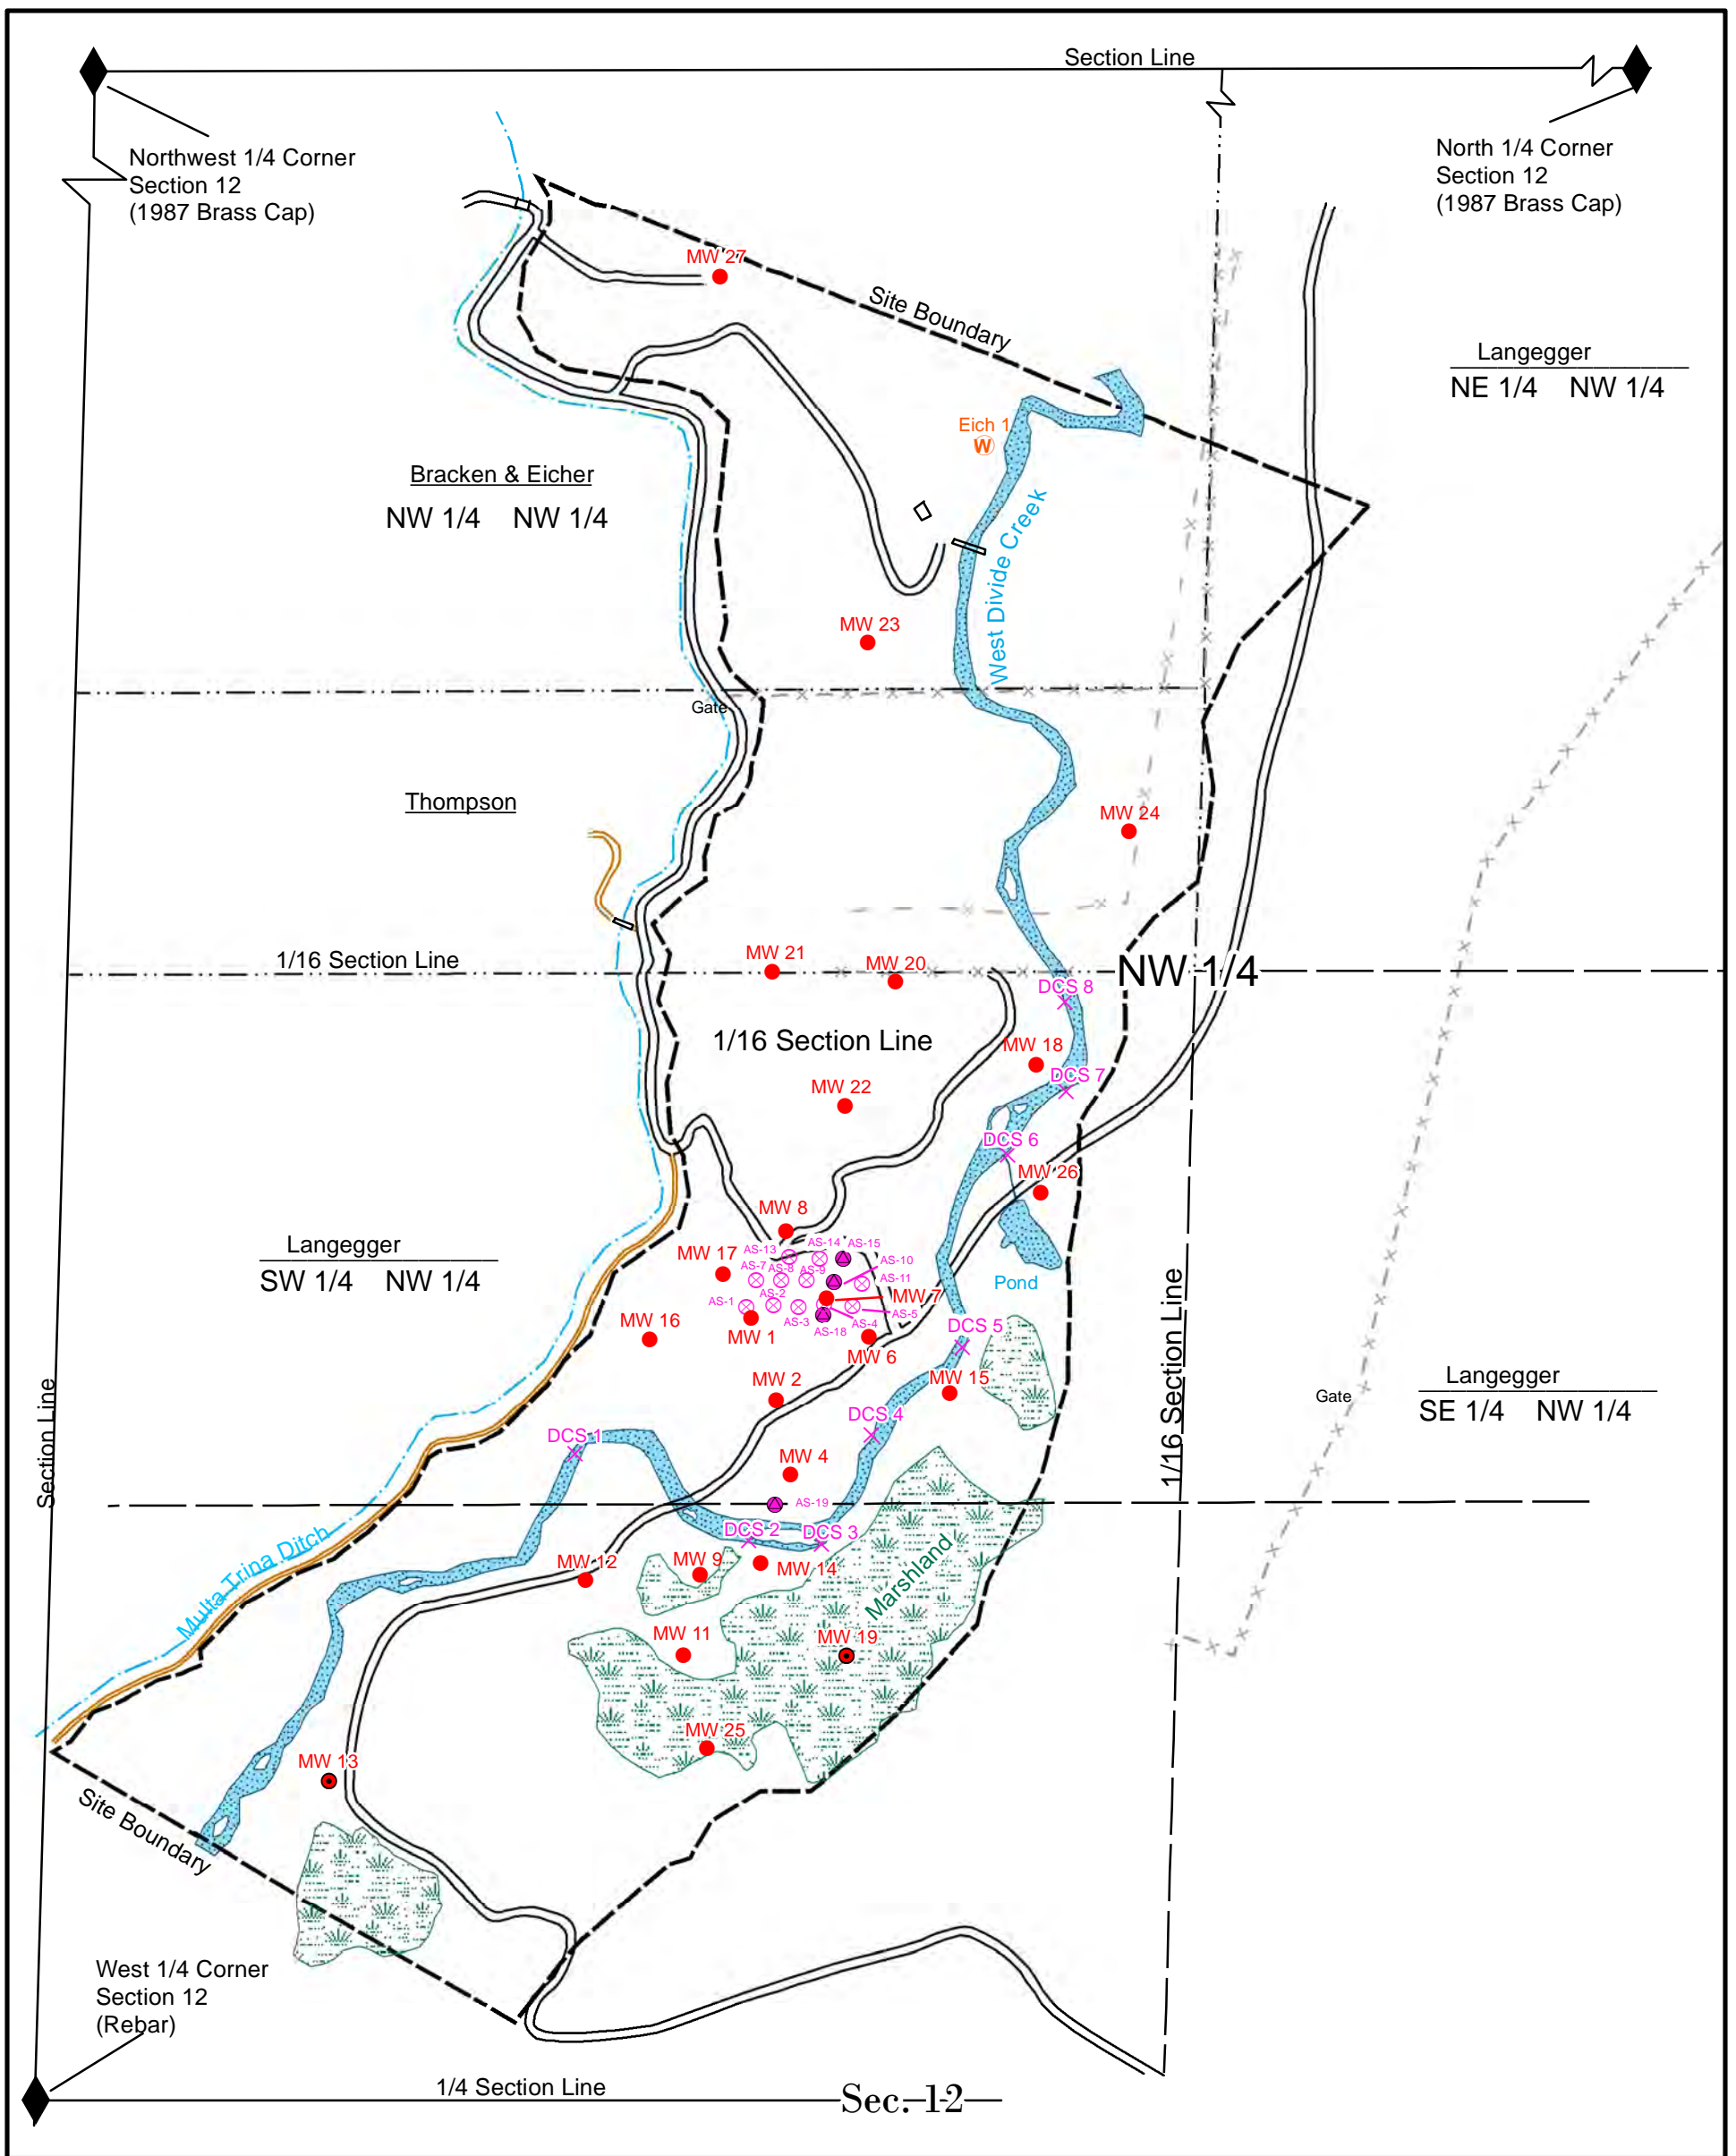 Section Line
Northwest 1/4 Corner
Section 12
(1987 Brass Cap)
North 1/4 Corner
Section 12
(1987 Brass Cap)
MW 27
Site Boundary
Langegger
NE 1/4 NW 1/4
Eich 1
W
Bracken & Eicher
NW 1/4 NW 1/4
West Divide Creek
MW 23
Gate
Thompson
MW 24
1/16 Section Line
MW 21
MW 20
NW 1/4
DCS 8
1/16 Section Line
MW 18
DCS 7
MW 22
DCS 6
MW 26
MW 8
Langegger
SW 1/4 NW 1/4
MW 17
AS-13
AS-14
AS-15
AS-7
AS-8
AS-9
AS-10
AS-11
Pond
AS-1
AS-2
MW 7
AS-3
AS-4
AS-5
AS-18
MW 16
MW 1
MW 6
DCS 5
1/16 Section Line
MW 2
MW 15
Langegger
SE 1/4 NW 1/4
Gate
Section Line
DCS 1
DCS 4
MW 4
AS-19
Multa-Trina Ditch
DCS 2
DCS 3
MW 12
MW 9
MW 14
Marshland
MW 11
MW 19
MW 25
MW 13
Site Boundary
West 1/4 Corner
Section 12
(Rebar)
1/4 Section Line
Sec. 12